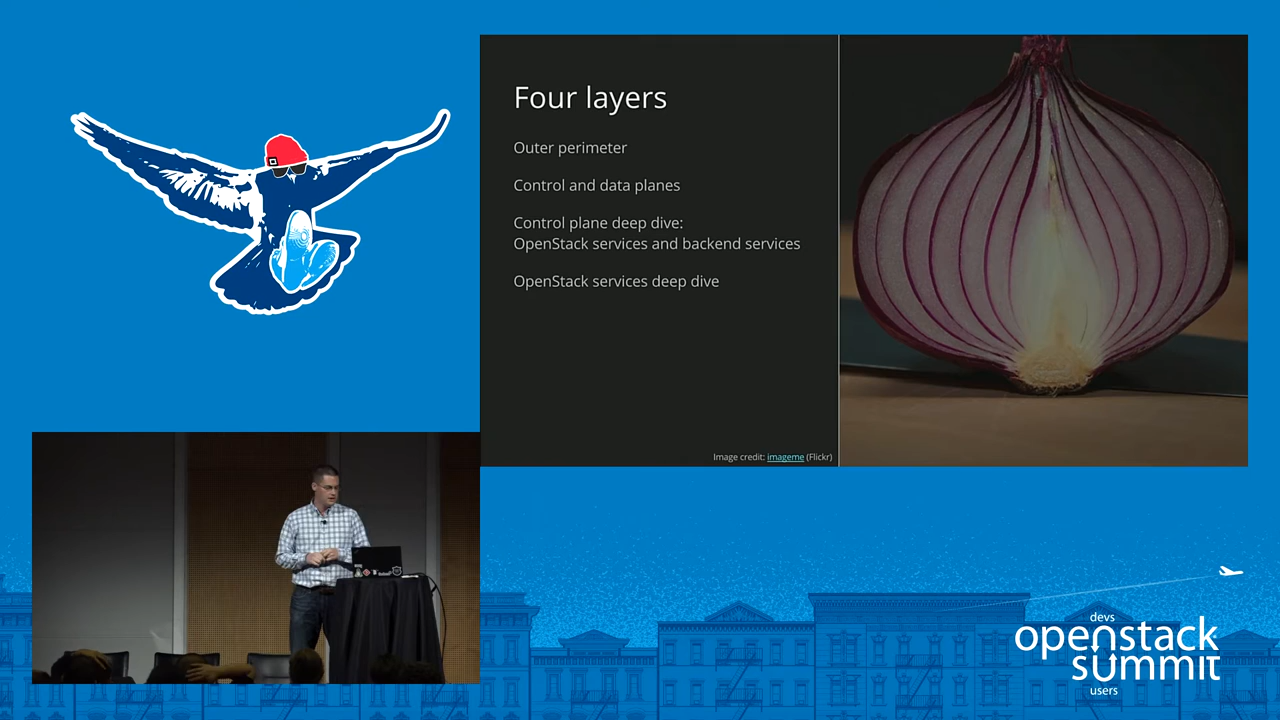 Four layers
Outer perimeter
Control and data planes
Control plane deep dive:
OpenStack services and backend services
OpenStack services deep dive
Image credit: imageme (Flickr)
devs
openstack
summit
users